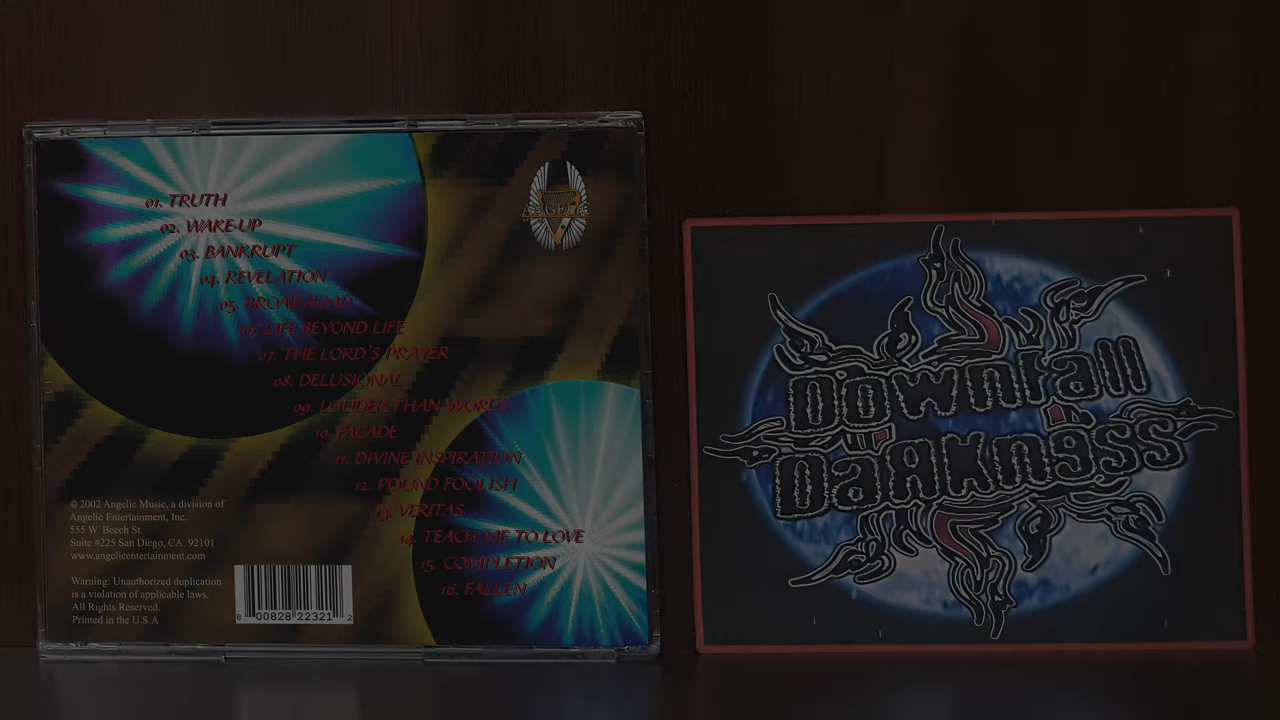 01. TRUTH
02. WAKE-UP
03. BANKRUPT
04. REVELATION
05. BROAD ROAD
06. LIFE BEYOND LIFE
07. THE LORD'S PRAYER
08. DELUSIONAL
09. LOUDER THAN WORDS
10. FACADE
11. DIVINE INSPIRATION
12. POUND FOOLISH
13. VERITAS
14. TEACH ME TO LOVE
15. COMPLETION
16. FALLEN
ANGELIC
© 2002 Angelic Music, a division of
Angelic Entertainment, Inc.
555 W. Beech St.
Suite #225 San Diego, CA. 92101
www.angelicentertainment.com
Warning: Unauthorized duplication
is a violation of applicable laws.
All Rights Reserved.
Printed in the U.S.A
8 00828 22321 2
Downfall
in
Darkness